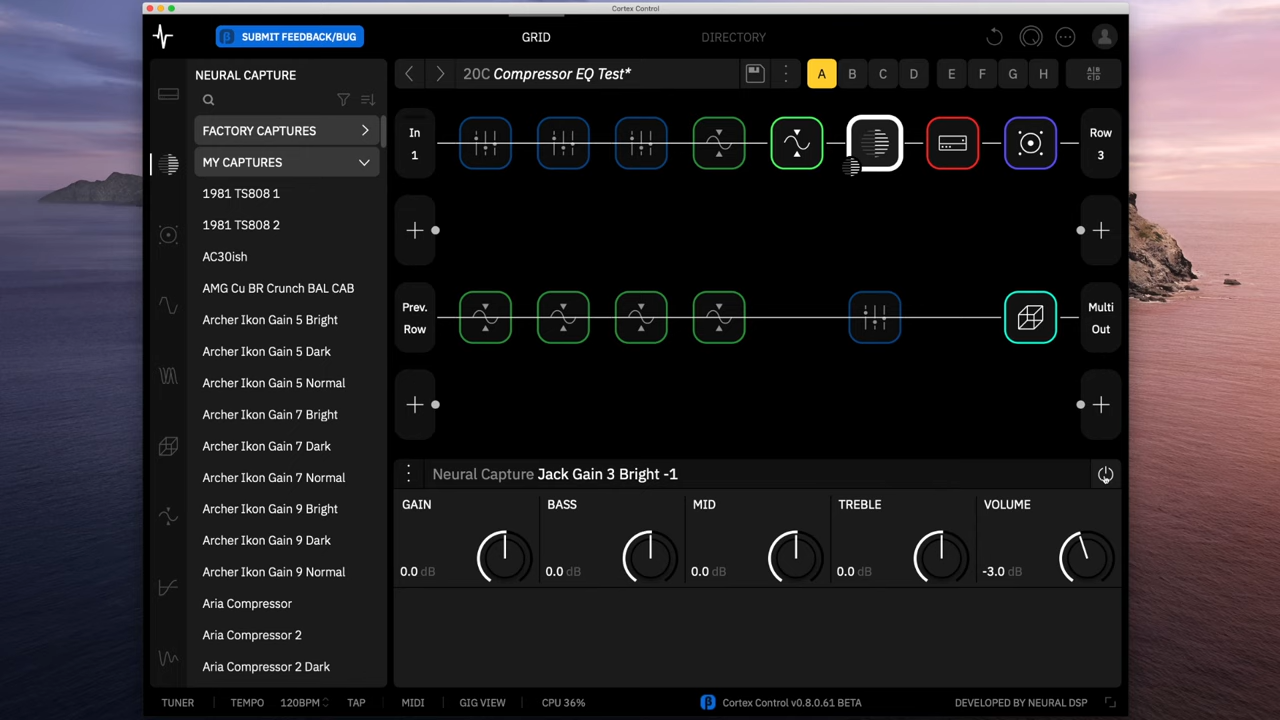 Cortex Control
SUBMIT FEEDBACK/BUG
GRID
DIRECTORY
NEURAL CAPTURE
20C Compressor EQ Test*
A B C D E F G H
A B
C D
FACTORY CAPTURES
MY CAPTURES
1981 TS808 1
1981 TS808 2
AC30ish
AMG Cu BR Crunch BAL CAB
Archer Ikon Gain 5 Bright
Archer Ikon Gain 5 Dark
Archer Ikon Gain 5 Normal
Archer Ikon Gain 7 Bright
Archer Ikon Gain 7 Dark
Archer Ikon Gain 7 Normal
Archer Ikon Gain 9 Bright
Archer Ikon Gain 9 Dark
Archer Ikon Gain 9 Normal
Aria Compressor
Aria Compressor 2
Aria Compressor 2 Dark
In
1
Row
3
Prev.
Row
Multi
Out
Neural Capture Jack Gain 3 Bright -1
GAIN
0.0 dB
BASS
0.0 dB
MID
0.0 dB
TREBLE
0.0 dB
VOLUME
-3.0 dB
TUNER
TEMPO 120BPM
TAP
MIDI
GIG VIEW
CPU 36%
β Cortex Control v0.8.0.61 BETA
DEVELOPED BY NEURAL DSP